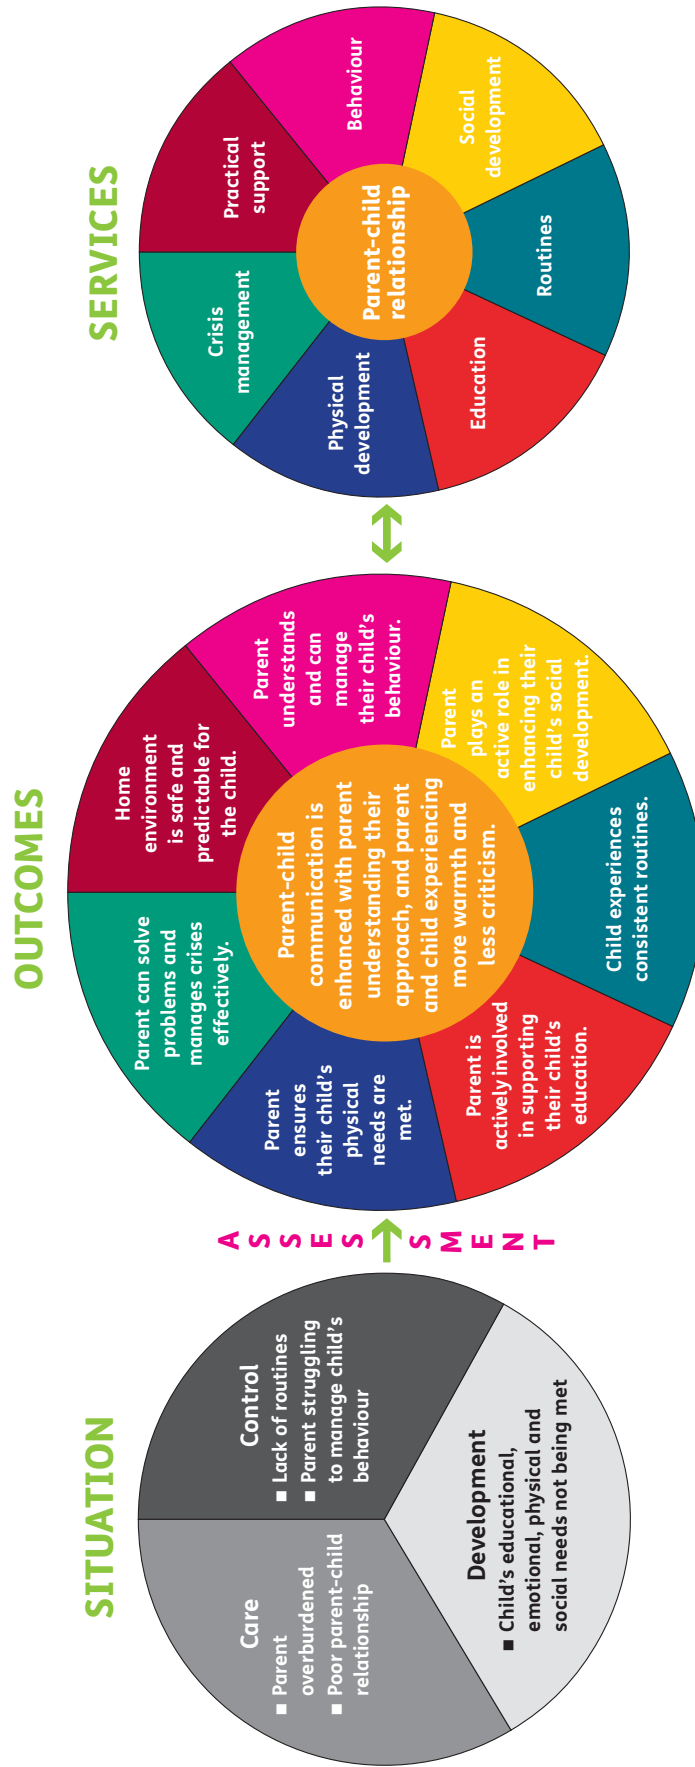 SITUATION
Care
■ Parent
overburdened
■ Poor parent-child
relationship
Control
■ Lack of routines
■ Parent struggling
to manage child's
behaviour
Development
■ Child's educational,
emotional, physical and
social needs not being met
ASSESSMENT
OUTCOMES
Parent can solve
problems and
manages crises
effectively.
Home
environment
is safe and
predictable for
the child.
Parent
understands
and can
manage
their child's
behaviour.
Parent
plays an
active role in
enhancing their
child's social
development.
Child experiences
consistent routines.
Parent is
actively involved
in supporting
their child's
education.
Parent
ensures
their child's
physical
needs are
met.
Parent-child
communication is
enhanced with parent
understanding their
approach, and parent
and child experiencing
more warmth and
less criticism.
SERVICES
Crisis
management
Practical
support
Behaviour
Social
development
Routines
Education
Physical
development
Parent-child
relationship